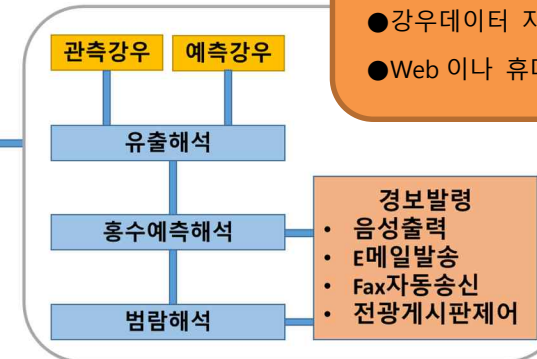 ●강우데이터
●Web 이나
관측강우
예측강우
유출해석
홍수예측해석
범람해석
경보발령
• 음성출력
• E메일발송
• Fax자동송신
• 전광게시판제어